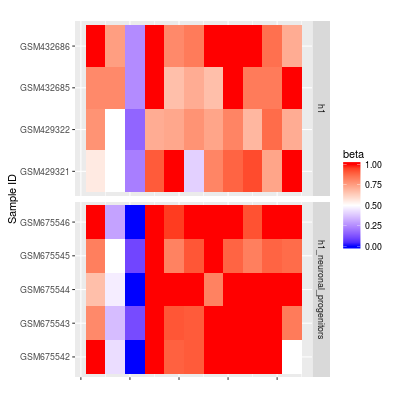 GSM432686
GSM432685
GSM429322
GSM429321
GSM675546
GSM675545
GSM675544
GSM675543
GSM675542
Sample ID
h1
h1_neuronal_progenitors
beta
1.00
0.75
0.50
0.25
0.00